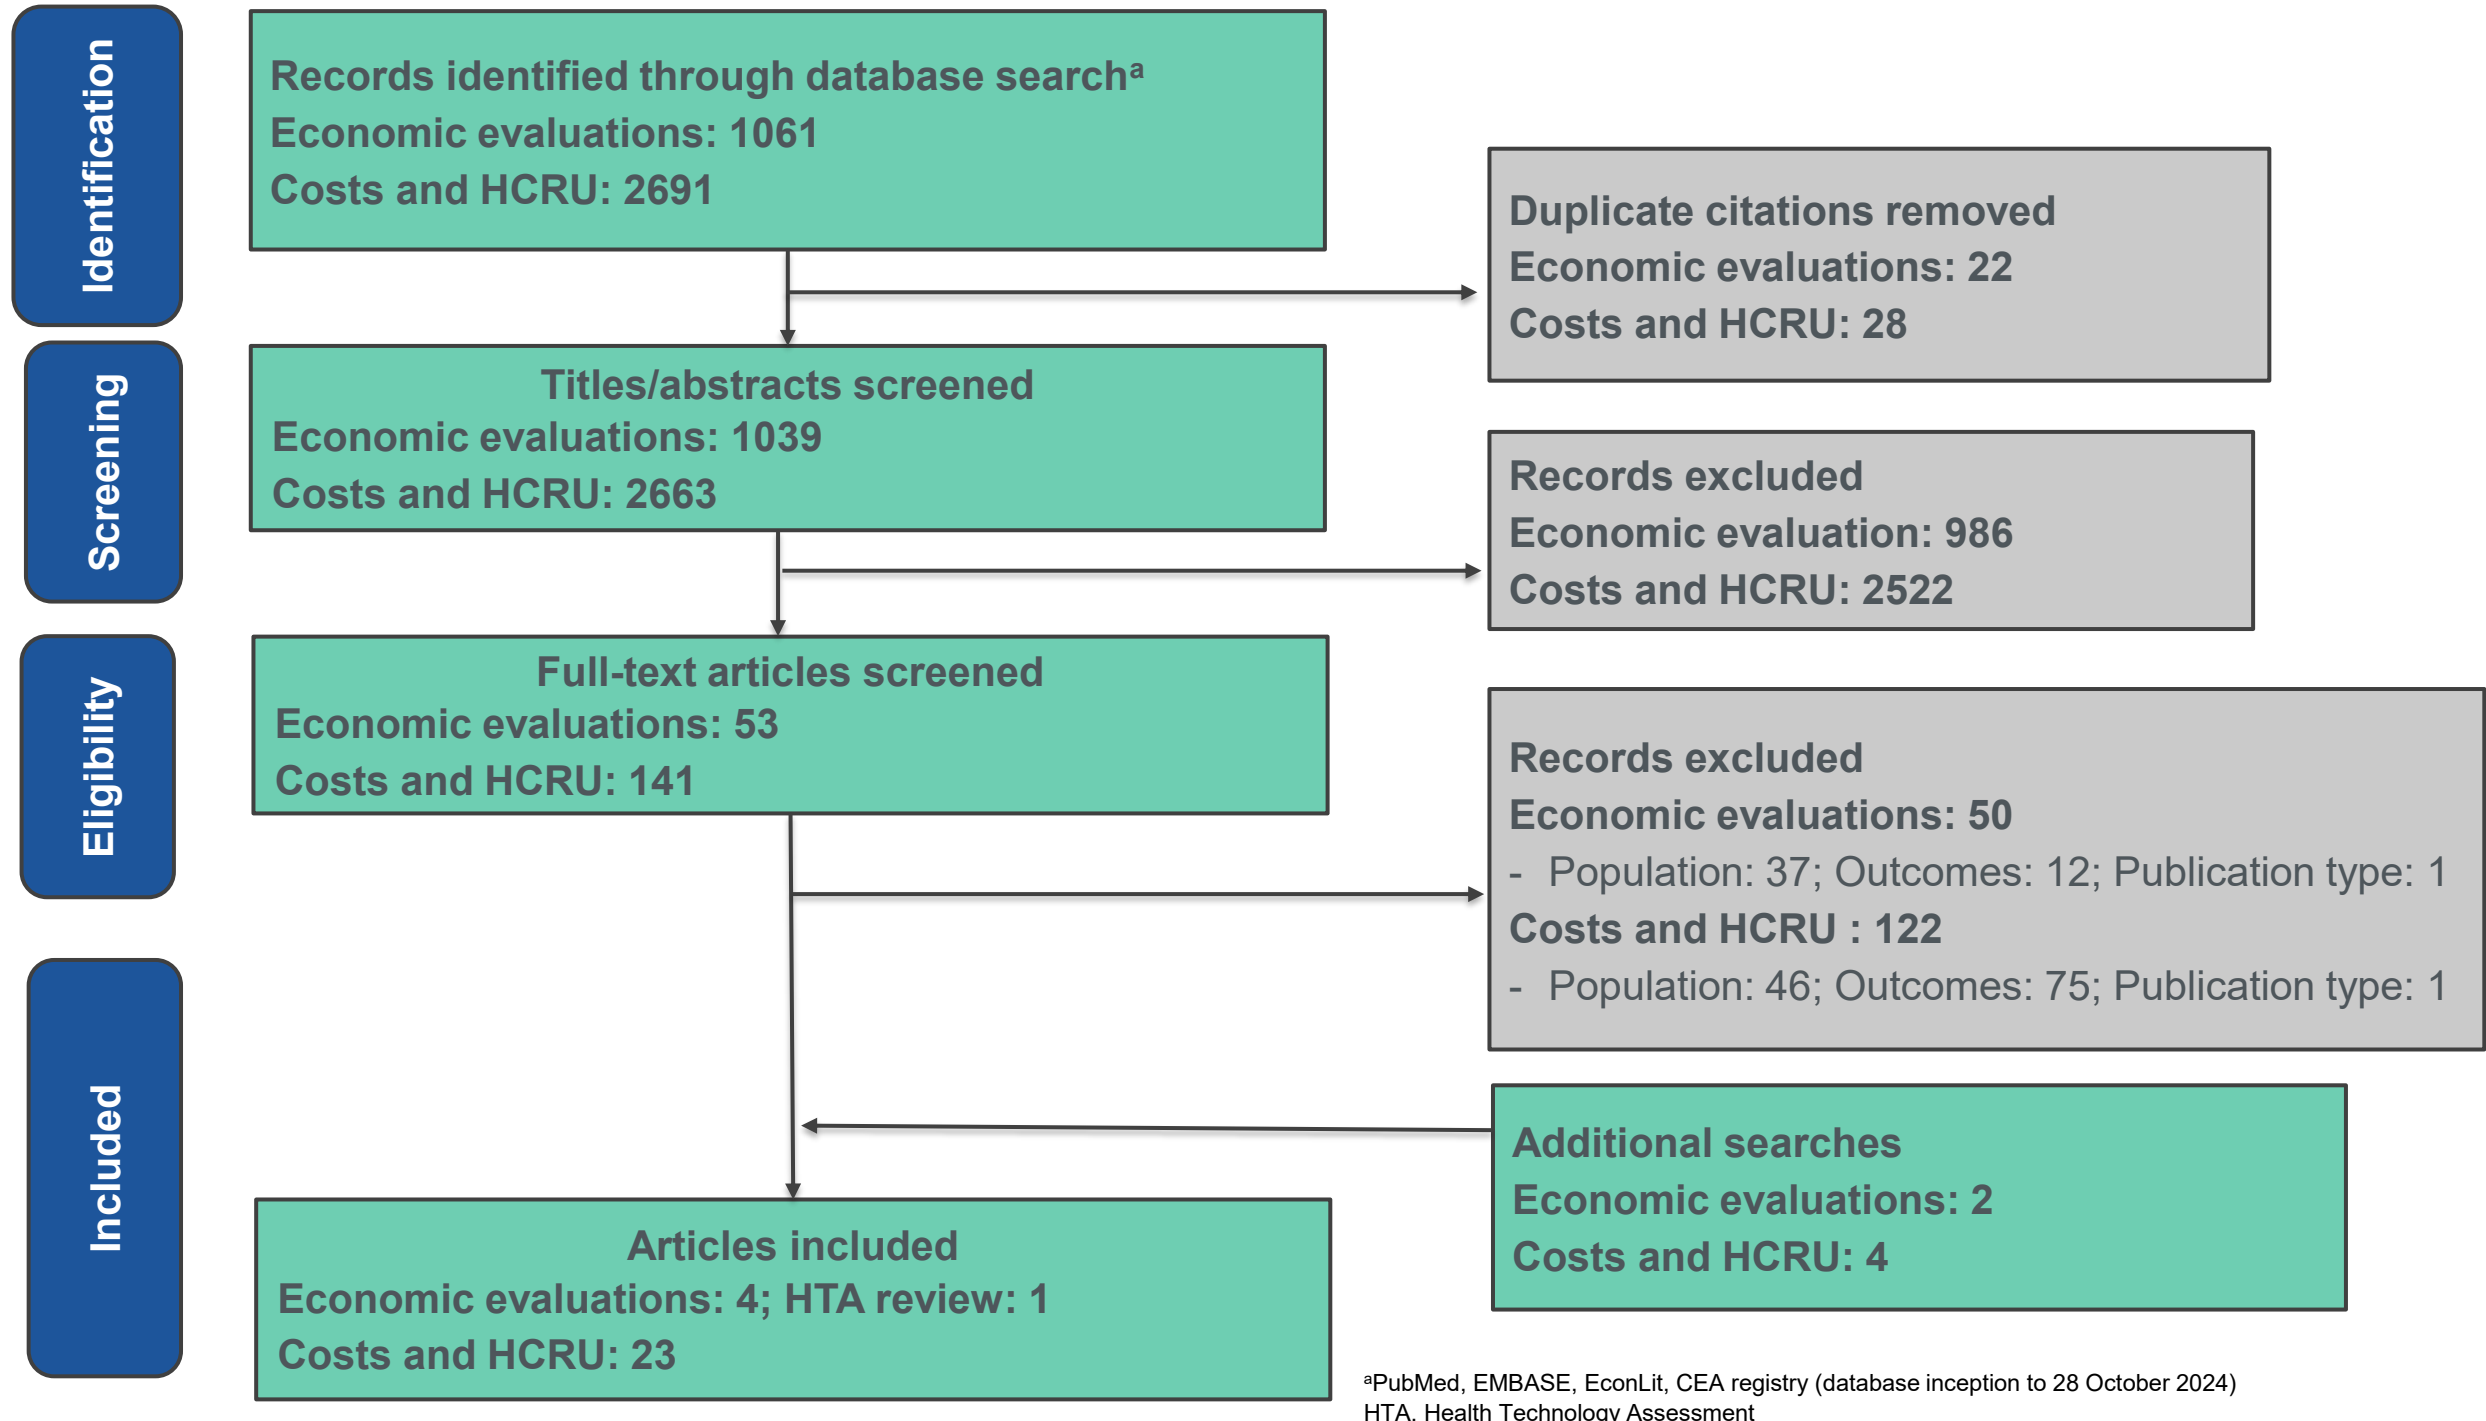 Identification
Records identified through database searchᵃ
Economic evaluations: 1061
Costs and HCRU: 2691
Duplicate citations removed
Economic evaluations: 22
Costs and HCRU: 28
Screening
Titles/abstracts screened
Economic evaluations: 1039
Costs and HCRU: 2663
Records excluded
Economic evaluation: 986
Costs and HCRU: 2522
Eligibility
Full-text articles screened
Economic evaluations: 53
Costs and HCRU: 141
Records excluded
Economic evaluations: 50
- Population: 37; Outcomes: 12; Publication type: 1
Costs and HCRU : 122
- Population: 46; Outcomes: 75; Publication type: 1
Included
Additional searches
Economic evaluations: 2
Costs and HCRU: 4
Articles included
Economic evaluations: 4; HTA review: 1
Costs and HCRU: 23
ᵃPubMed, EMBASE, EconLit, CEA registry (database inception to 28 October 2024)
HTA, Health Technology Assessment